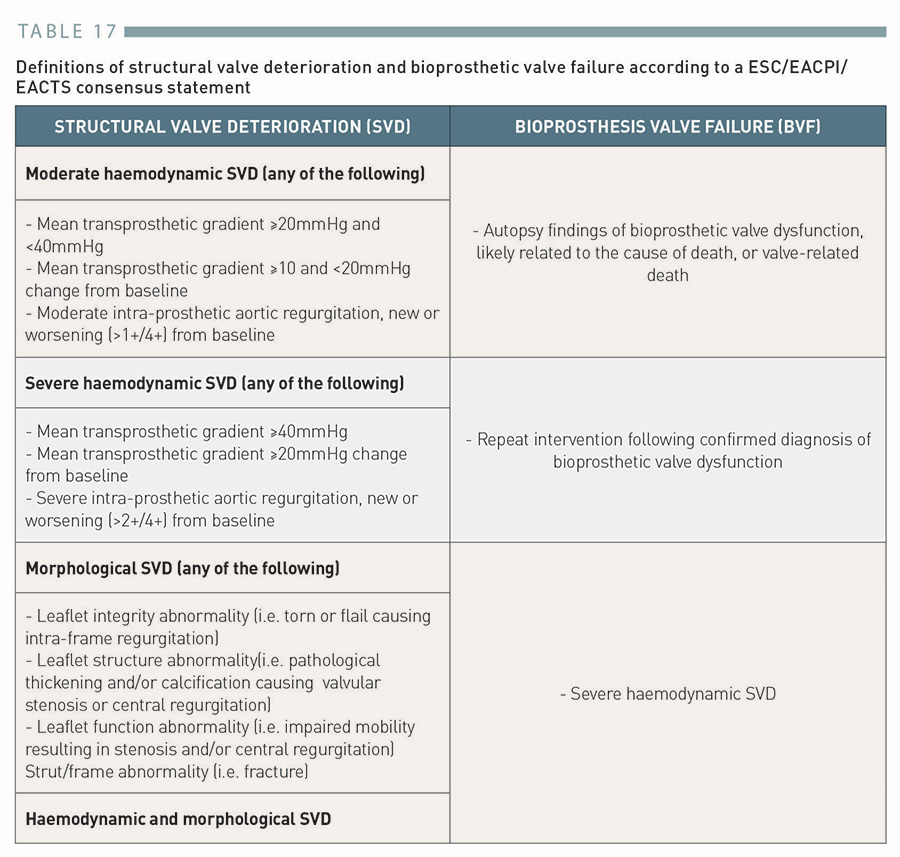 TABLE 17
Definitions of structural valve deterioration and bioprosthetic valve failure according to a ESC/EACPI/
EACTS consensus statement
STRUCTURAL VALVE DETERIORATION (SVD)
BIOPROSTHESIS VALVE FAILURE (BVF)
Moderate haemodynamic SVD (any of the following)
- Mean transprosthetic gradient ⩾20mmHg and
<40mmHg
- Mean transprosthetic gradient ⩾10 and <20mmHg
change from baseline
- Moderate intra-prosthetic aortic regurgitation, new or
worsening (>1+/4+) from baseline
- Autopsy findings of bioprosthetic valve dysfunction,
likely related to the cause of death, or valve-related
death
Severe haemodynamic SVD (any of the following)
- Mean transprosthetic gradient ⩾40mmHg
- Mean transprosthetic gradient ⩾20mmHg change
from baseline
- Severe intra-prosthetic aortic regurgitation, new or
worsening (>2+/4+) from baseline
- Repeat intervention following confirmed diagnosis of
bioprosthetic valve dysfunction
Morphological SVD (any of the following)
- Leaflet integrity abnormality (i.e. torn or flail causing
intra-frame regurgitation)
- Leaflet structure abnormality(i.e. pathological
thickening and/or calcification causing valvular
stenosis or central regurgitation)
- Leaflet function abnormality (i.e. impaired mobility
resulting in stenosis and/or central regurgitation)
Strut/frame abnormality (i.e. fracture)
Haemodynamic and morphological SVD
- Severe haemodynamic SVD